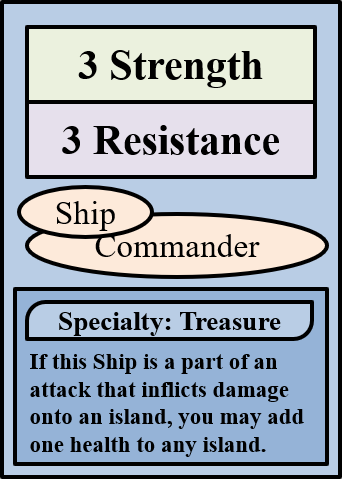 3 Strength
3 Resistance
Ship
Commander
Specialty: Treasure
If this Ship is a part of an
attack that inflicts damage
onto an island, you may add
one health to any island.